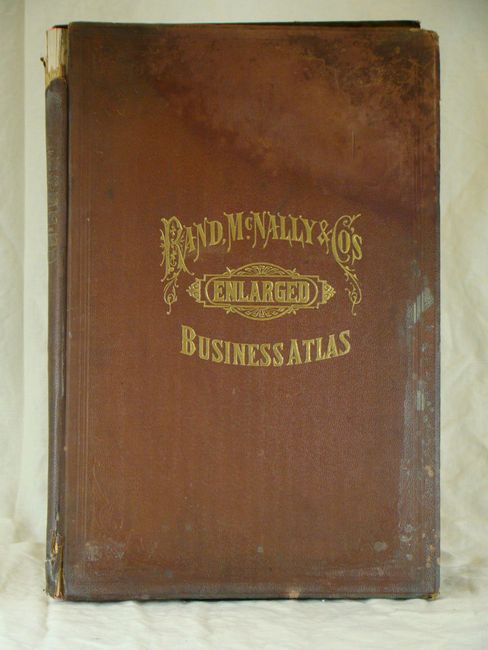 RAND, MCNALLY & CO'S
ENLARGED
BUSINESS ATLAS